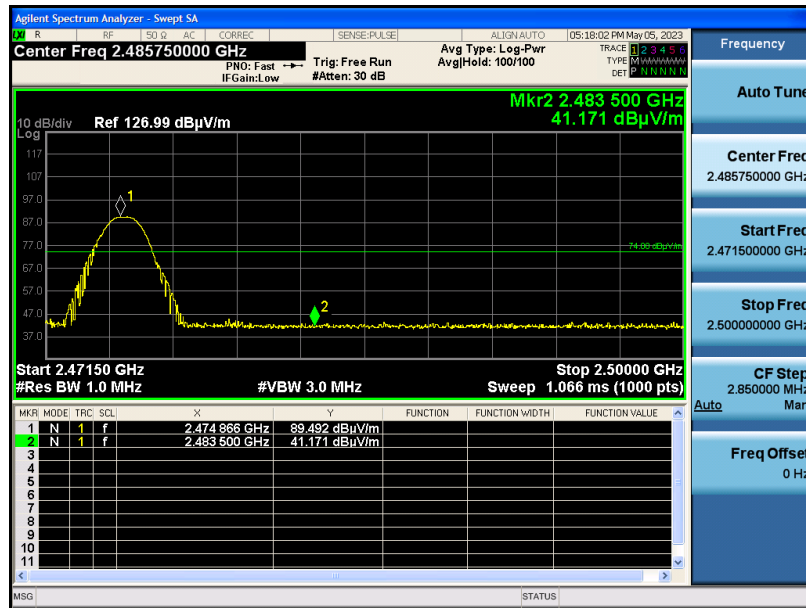 Agilent Spectrum Analyzer - Swept SA
LXI R RF 50 Ω AC CORREC SENSE:PULSE ALIGN AUTO 05:18:02 PM May 05, 2023
Center Freq 2.485750000 GHz
PNO: Fast
IFGain:Low
Trig: Free Run
#Atten: 30 dB
Avg Type: Log-Pwr
Avg|Hold: 100/100
TRACE 1 2 3 4 5 6
TYPE M W W W W W
DET P N N N N N
Mkr2 2.483 500 GHz
41.171 dBµV/m
10 dB/div Ref 126.99 dBµV/m
Log
117
107
97.0
87.0
77.0
67.0
57.0
47.0
37.0
1
74.00 dBµV/m
2
Start 2.47150 GHz Stop 2.50000 GHz
#Res BW 1.0 MHz #VBW 3.0 MHz Sweep 1.066 ms (1000 pts)
MKR MODE TRC SCL X Y FUNCTION FUNCTION WIDTH FUNCTION VALUE
1 N 1 f 2.474 866 GHz 89.492 dBµV/m
2 N 1 f 2.483 500 GHz 41.171 dBµV/m
3
4
5
6
7
8
9
10
11
MSG STATUS
Frequency
Auto Tune
Center Freq
2.485750000 GHz
Start Freq
2.471500000 GHz
Stop Freq
2.500000000 GHz
CF Step
2.850000 MHz
Auto Man
Freq Offset
0 Hz